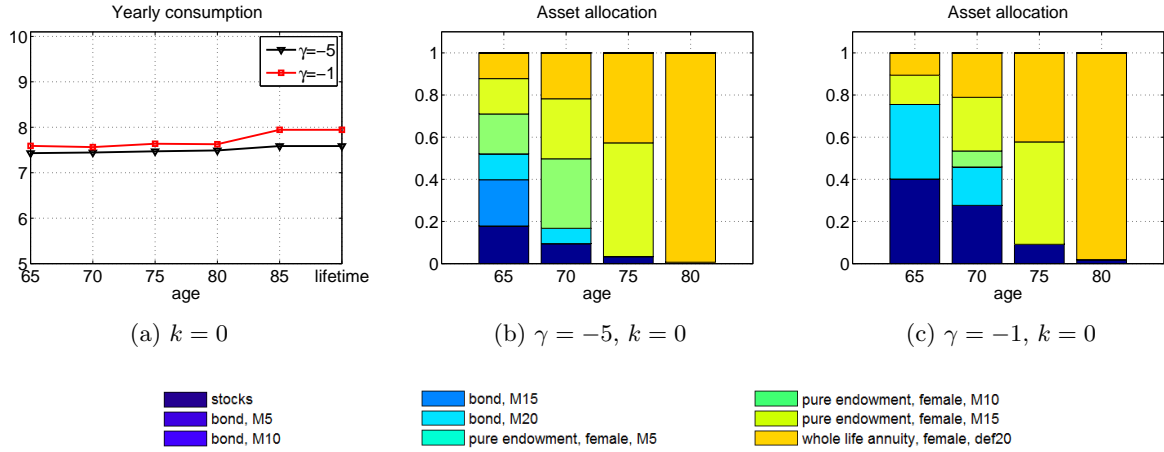 Yearly consumption
10
9
8
7
6
5
65 70 75 80 85 lifetime
age
γ=−5
γ=−1
(a) k = 0
Asset allocation
1
0.8
0.6
0.4
0.2
0
65 70 75 80
age
(b) γ = −5, k = 0
Asset allocation
1
0.8
0.6
0.4
0.2
0
65 70 75 80
age
(c) γ = −1, k = 0
stocks
bond, M5
bond, M10
bond, M15
bond, M20
pure endowment, female, M5
pure endowment, female, M10
pure endowment, female, M15
whole life annuity, female, def20